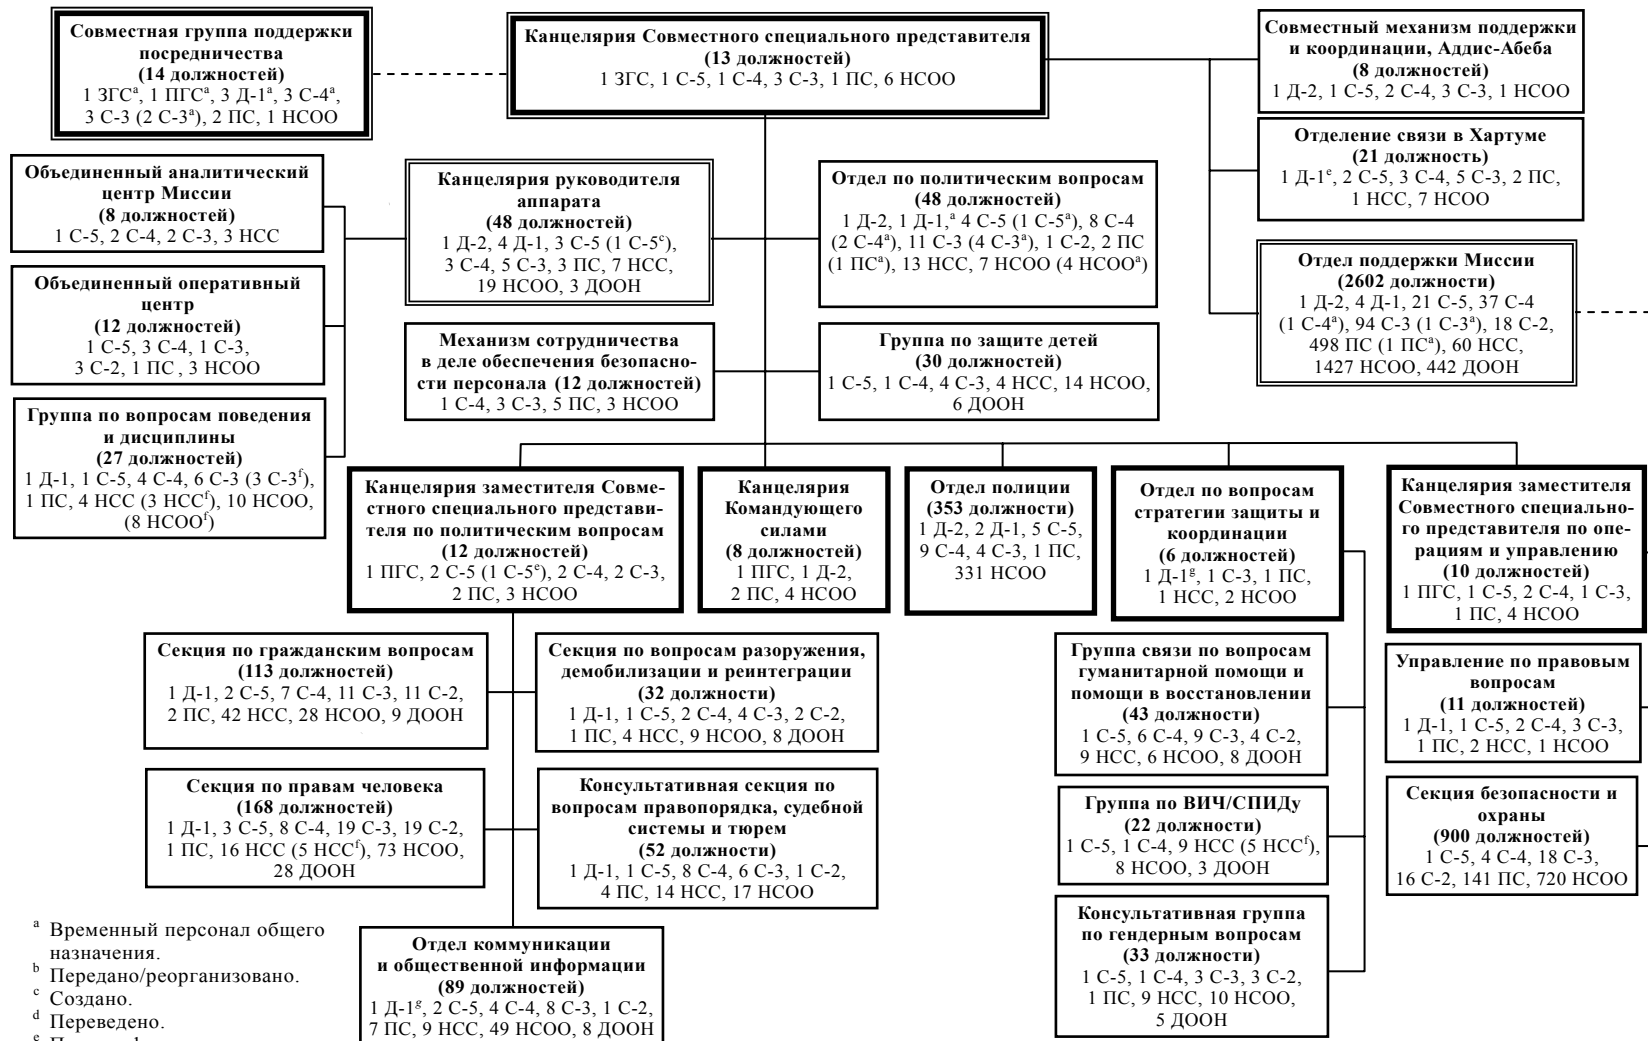 Совместная группа поддержки
посредничества
(14 должностей)
1 ЗГСᵃ, 1 ПГСᵃ, 3 Д-1ᵃ, 3 С-4ᵃ,
3 С-3 (2 С-3ᵃ), 2 ПС, 1 НСОО
Канцелярия Совместного специального представителя
(13 должностей)
1 ЗГС, 1 С-5, 1 С-4, 3 С-3, 1 ПС, 6 НСОО
Совместный механизм поддержки
и координации, Аддис-Абеба
(8 должностей)
1 Д-2, 1 С-5, 2 С-4, 3 С-3, 1 НСОО
Отделение связи в Хартуме
(21 должность)
1 Д-1ᵉ, 2 С-5, 3 С-4, 5 С-3, 2 ПС,
1 НСС, 7 НСОО
Объединенный аналитический
центр Миссии
(8 должностей)
1 С-5, 2 С-4, 2 С-3, 3 НСС
Канцелярия руководителя
аппарата
(48 должностей)
1 Д-2, 4 Д-1, 3 С-5 (1 С-5ᶜ),
3 С-4, 5 С-3, 3 ПС, 7 НСС,
19 НСОО, 3 ДООН
Отдел по политическим вопросам
(48 должностей)
1 Д-2, 1 Д-1,ᵃ 4 С-5 (1 С-5ᵃ), 8 С-4
(2 С-4ᵃ), 11 С-3 (4 С-3ᵃ), 1 С-2, 2 ПС
(1 ПСᵃ), 13 НСС, 7 НСОО (4 НСООᵃ)
Отдел поддержки Миссии
(2602 должности)
1 Д-2, 4 Д-1, 21 С-5, 37 С-4
(1 С-4ᵃ), 94 С-3 (1 С-3ᵃ), 18 С-2,
498 ПС (1 ПСᵃ), 60 НСС,
1427 НСОО, 442 ДООН
Объединенный оперативный
центр
(12 должностей)
1 С-5, 3 С-4, 1 С-3,
3 С-2, 1 ПС , 3 НСОО
Механизм сотрудничества
в деле обеспечения безопасно-
сти персонала (12 должностей)
1 С-4, 3 С-3, 5 ПС, 3 НСОО
Группа по защите детей
(30 должностей)
1 С-5, 1 С-4, 4 С-3, 4 НСС, 14 НСОО,
6 ДООН
Группа по вопросам поведения
и дисциплины
(27 должностей)
1 Д-1, 1 С-5, 4 С-4, 6 С-3 (3 С-3ᶠ),
1 ПС, 4 НСС (3 НССᶠ), 10 НСОО,
(8 НСООᶠ)
Канцелярия заместителя Совме-
стного специального представи-
теля по политическим вопросам
(12 должностей)
1 ПГС, 2 С-5 (1 С-5ᵉ), 2 С-4, 2 С-3,
2 ПС, 3 НСОО
Канцелярия
Командующего
силами
(8 должностей)
1 ПГС, 1 Д-2,
2 ПС, 4 НСОО
Отдел полиции
(353 должности)
1 Д-2, 2 Д-1, 5 С-5,
9 С-4, 4 С-3, 1 ПС,
331 НСОО
Отдел по вопросам
стратегии защиты и
координации
(6 должностей)
1 Д-1ᵍ, 1 С-3, 1 ПС,
1 НСС, 2 НСОО
Канцелярия заместителя
Совместного специально-
го представителя по опе-
рациям и управлению
(10 должностей)
1 ПГС, 1 С-5, 2 С-4, 1 С-3,
1 ПС, 4 НСОО
Секция по гражданским вопросам
(113 должностей)
1 Д-1, 2 С-5, 7 С-4, 11 С-3, 11 С-2,
2 ПС, 42 НСС, 28 НСОО, 9 ДООН
Секция по вопросам разоружения,
демобилизации и реинтеграции
(32 должности)
1 Д-1, 1 С-5, 2 С-4, 4 С-3, 2 С-2,
1 ПС, 4 НСС, 9 НСОО, 8 ДООН
Группа связи по вопросам
гуманитарной помощи и
помощи в восстановлении
(43 должности)
1 С-5, 6 С-4, 9 С-3, 4 С-2,
9 НСС, 6 НСОО, 8 ДООН
Управление по правовым
вопросам
(11 должностей)
1 Д-1, 1 С-5, 2 С-4, 3 С-3,
1 ПС, 2 НСС, 1 НСОО
Секция по правам человека
(168 должностей)
1 Д-1, 3 С-5, 8 С-4, 19 С-3, 19 С-2,
1 ПС, 16 НСС (5 НССᶠ), 73 НСОО,
28 ДООН
Консультативная секция по
вопросам правопорядка, судебной
системы и тюрем
(52 должности)
1 Д-1, 1 С-5, 8 С-4, 6 С-3, 1 С-2,
4 ПС, 14 НСС, 17 НСОО
Группа по ВИЧ/СПИДу
(22 должности)
1 С-5, 1 С-4, 9 НСС (5 НССᶠ),
8 НСОО, 3 ДООН
Секция безопасности и
охраны
(900 должностей)
1 С-5, 4 С-4, 18 С-3,
16 С-2, 141 ПС, 720 НСОО
Отдел коммуникации
и общественной информации
(89 должностей)
1 Д-1ᵍ, 2 С-5, 4 С-4, 8 С-3, 1 С-2,
7 ПС, 9 НСС, 49 НСОО, 8 ДООН
Консультативная группа
по гендерным вопросам
(33 должности)
1 С-5, 1 С-4, 3 С-3, 3 С-2,
1 ПС, 9 НСС, 10 НСОО,
5 ДООН
ᵃ Временный персонал общего
назначения.
ᵇ Передано/реорганизовано.
ᶜ Создано.
ᵈ Переведено.